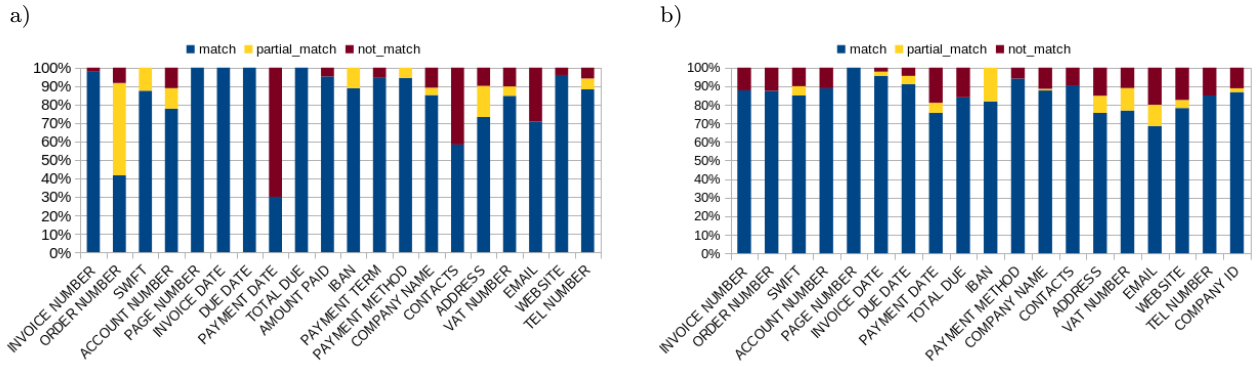 a)
match partial_match not_match
100%
90%
80%
70%
60%
50%
40%
30%
20%
10%
0%
INVOICE NUMBER
ORDER NUMBER
SWIFT
ACCOUNT NUMBER
PAGE NUMBER
INVOICE DATE
DUE DATE
PAYMENT DATE
TOTAL DUE
AMOUNT PAID
IBAN
PAYMENT TERM
PAYMENT METHOD
COMPANY NAME
CONTACTS
ADDRESS
VAT NUMBER
EMAIL
WEBSITE
TEL NUMBER
b)
match partial_match not_match
100%
90%
80%
70%
60%
50%
40%
30%
20%
10%
0%
INVOICE NUMBER
ORDER NUMBER
SWIFT
ACCOUNT NUMBER
PAGE NUMBER
INVOICE DATE
DUE DATE
PAYMENT DATE
TOTAL DUE
IBAN
PAYMENT METHOD
COMPANY NAME
CONTACTS
ADDRESS
VAT NUMBER
EMAIL
WEBSITE
TEL NUMBER
COMPANY ID